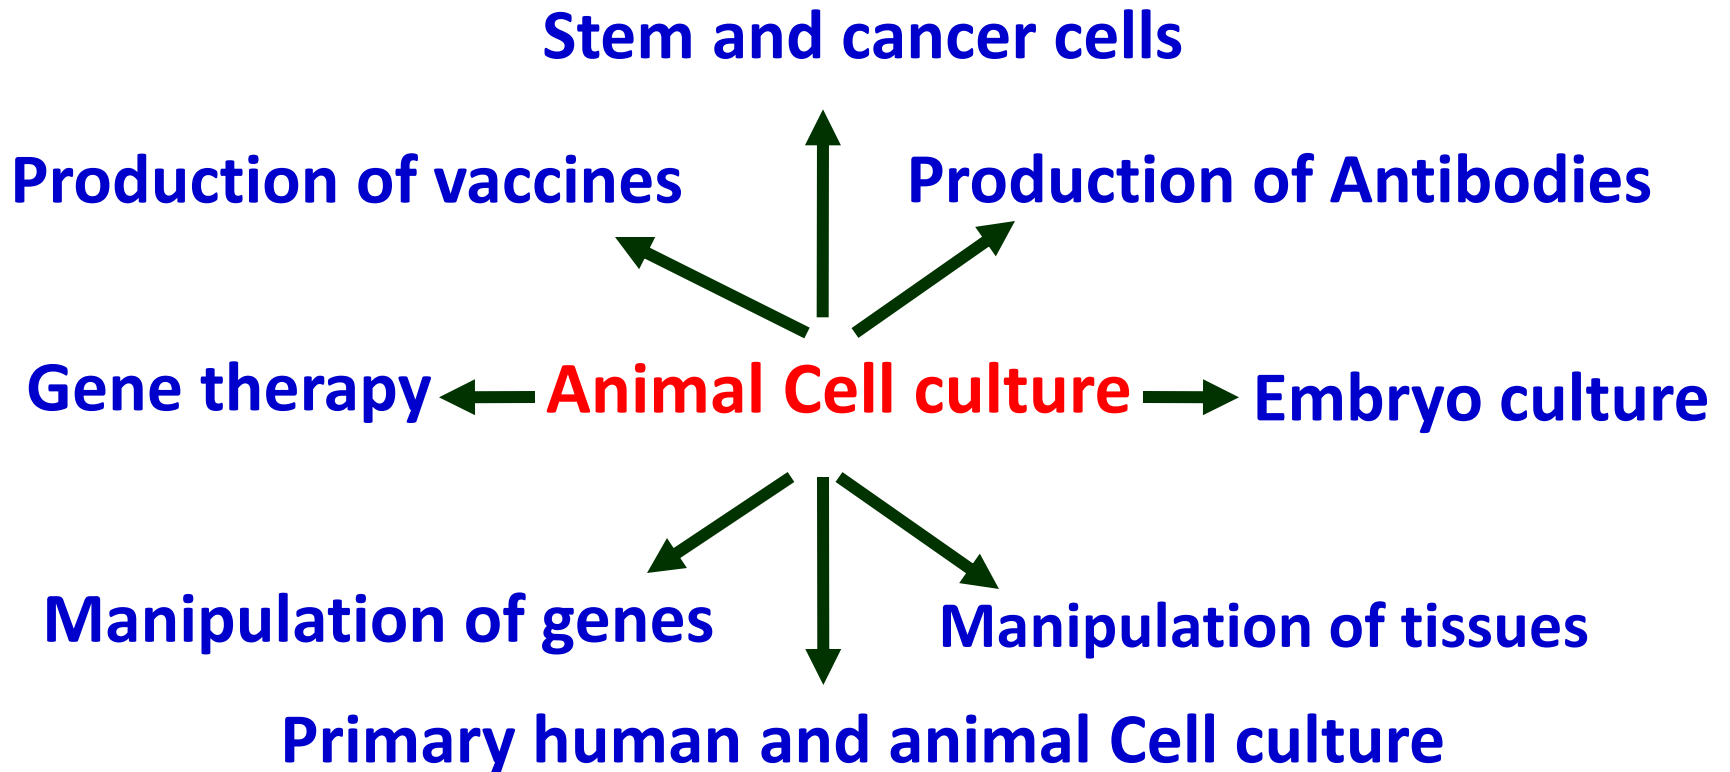 Stem and cancer cells
Production of vaccines
Production of Antibodies
Gene therapy
Animal Cell culture
Embryo culture
Manipulation of genes
Manipulation of tissues
Primary human and animal Cell culture